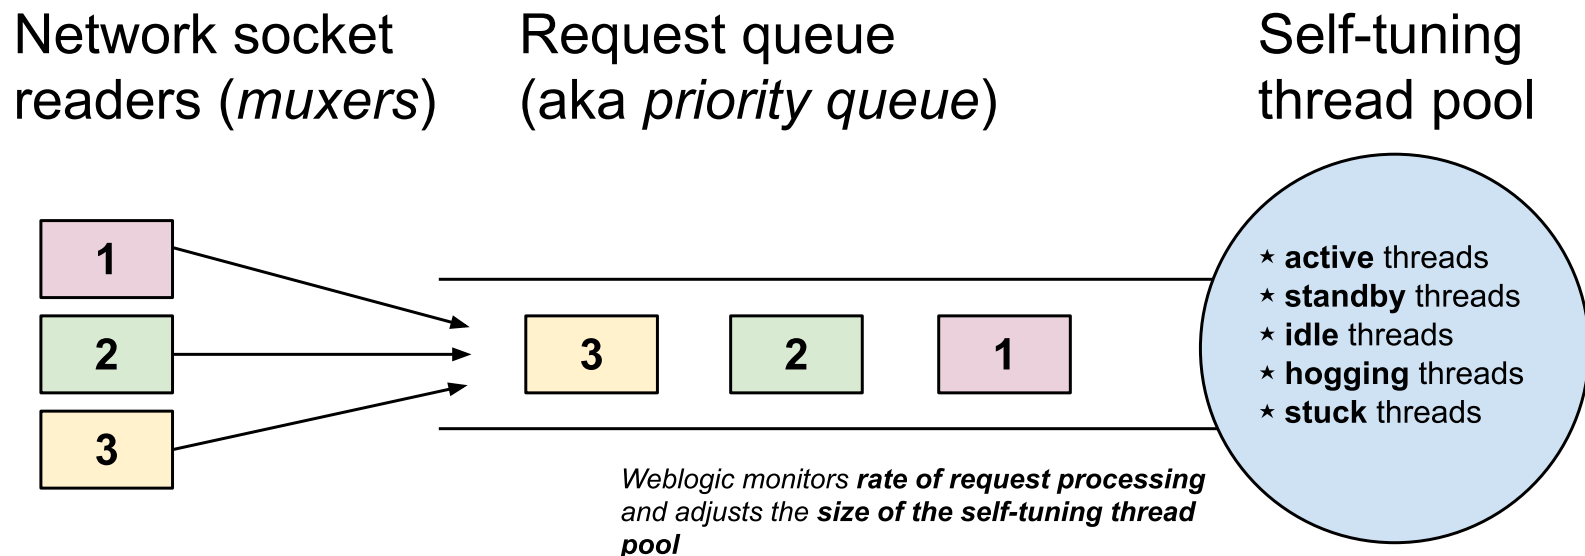 Network socket
readers (muxers)
Request queue
(aka priority queue)
Self-tuning
thread pool
1
2
3
3
2
1
★ active threads
★ standby threads
★ idle threads
★ hogging threads
★ stuck threads
Weblogic monitors rate of request processing
and adjusts the size of the self-tuning thread
pool